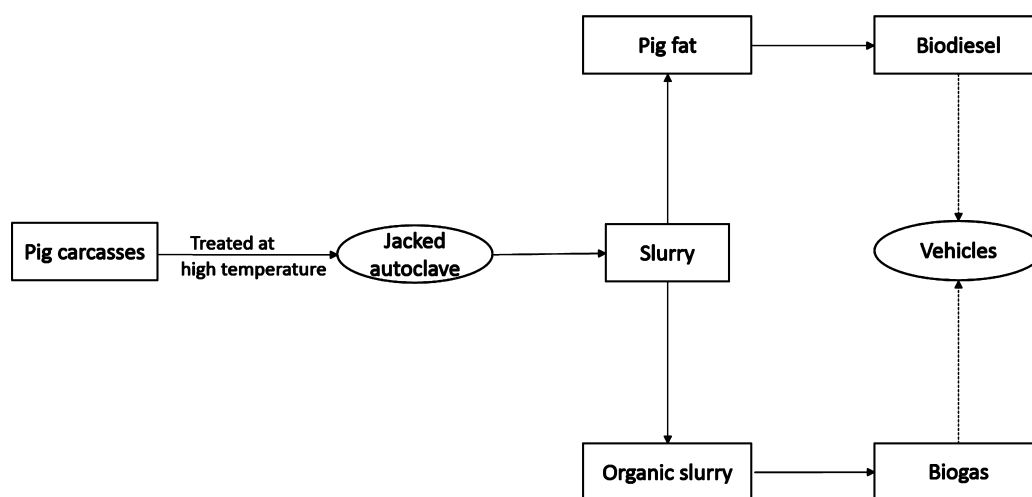 Pig fat
Biodiesel
Pig carcasses
Treated at
high temperature
Jacked
autoclave
Slurry
Vehicles
Organic slurry
Biogas